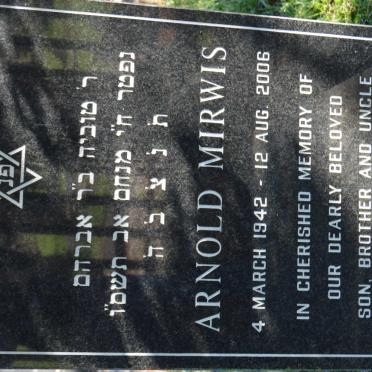 פנ
ר' טוביה ב"ר אברהם
נפטר ח"י מנחם אב תשס"ו
ת נ צ ב ה
ARNOLD MIRWIS
4 MARCH 1942 - 12 AUG. 2006
IN CHERISHED MEMORY OF
OUR DEARLY BELOVED
SON, BROTHER AND UNCLE